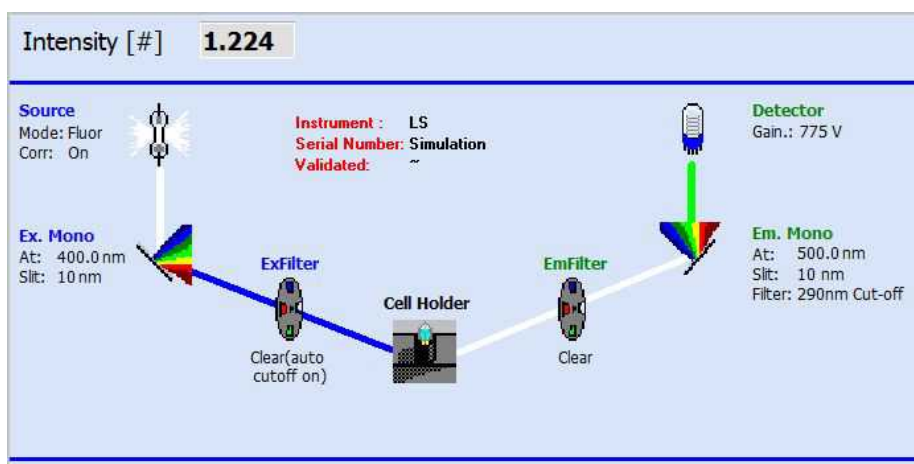 Intensity [#] 1.224
Source
Mode: Fluor
Corr: On
Instrument : LS
Serial Number: Simulation
Validated: ~
Detector
Gain.: 775 V
Ex. Mono
At: 400.0 nm
Slit: 10 nm
ExFilter
Clear(auto
cutoff on)
Cell Holder
EmFilter
Clear
Em. Mono
At: 500.0 nm
Slit: 10 nm
Filter: 290nm Cut-off